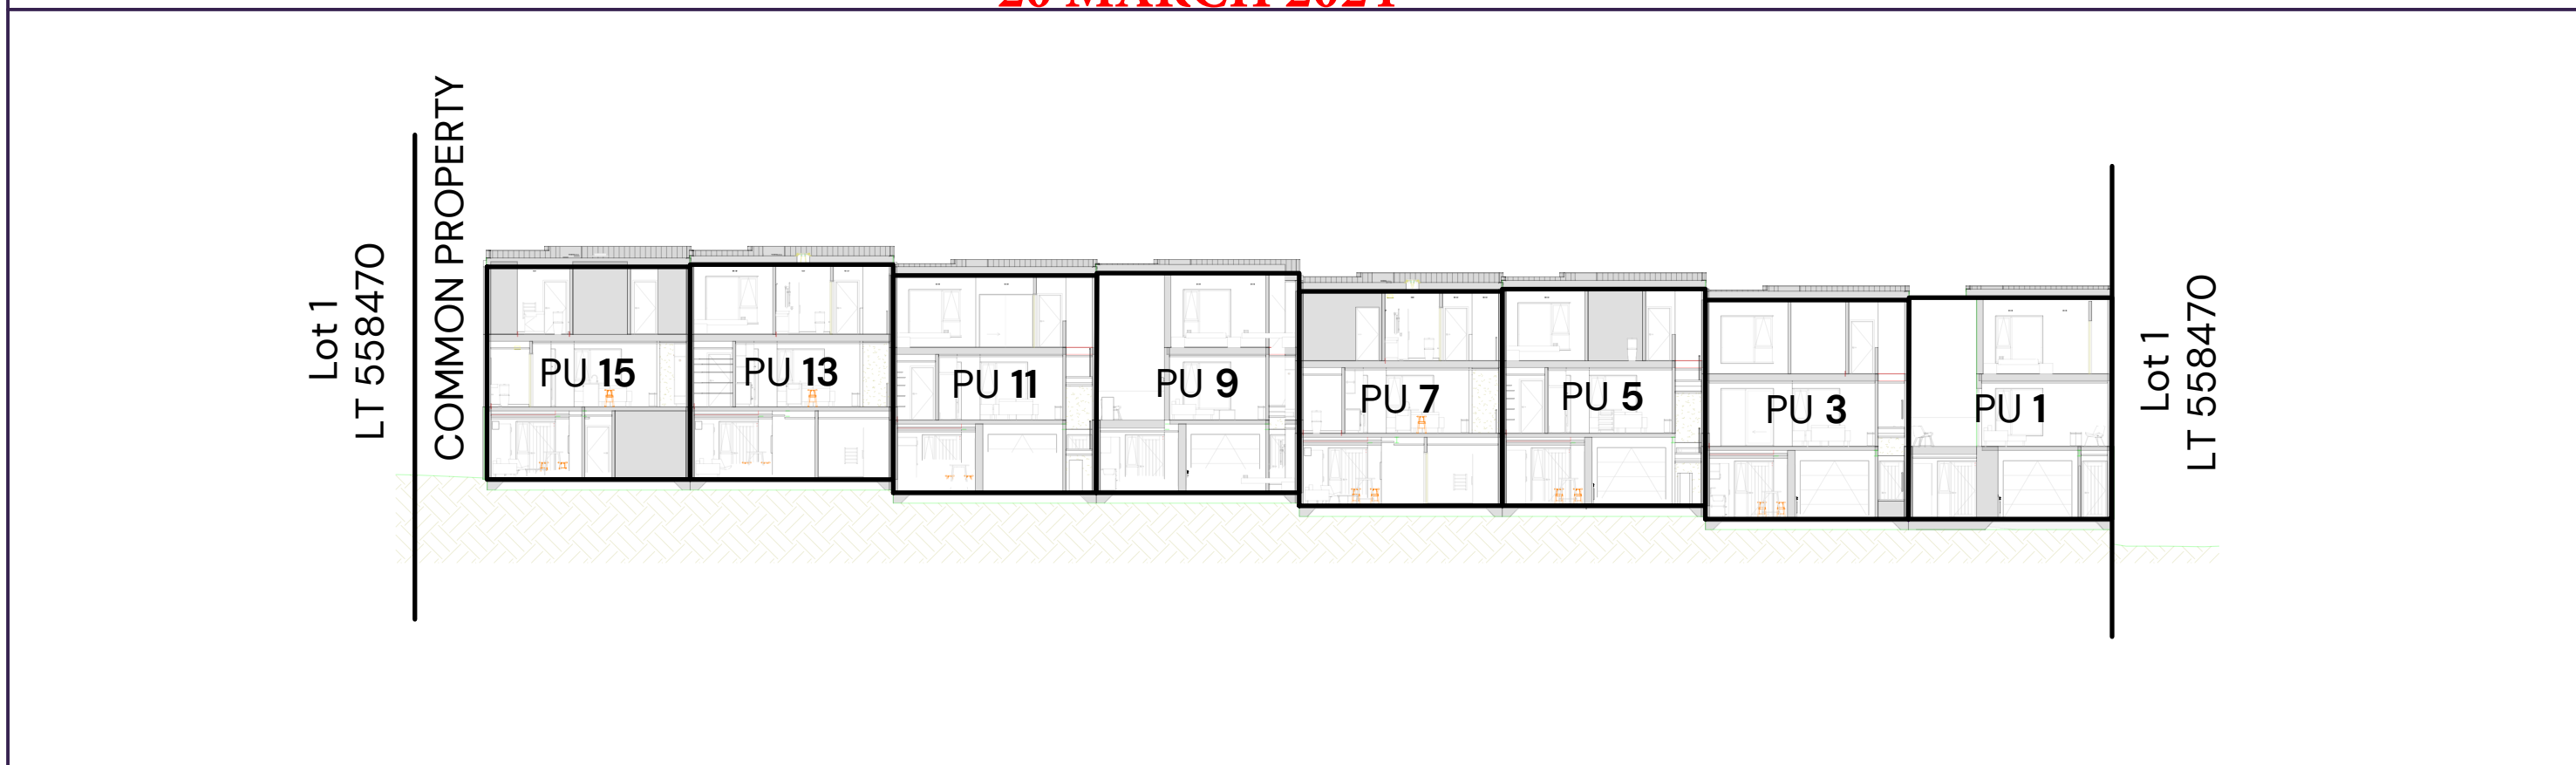 Lot 1
LT 558470
COMMON PROPERTY
PU 15
PU 13
PU 11
PU 9
PU 7
PU 5
PU 3
PU 1
Lot 1
LT 558470